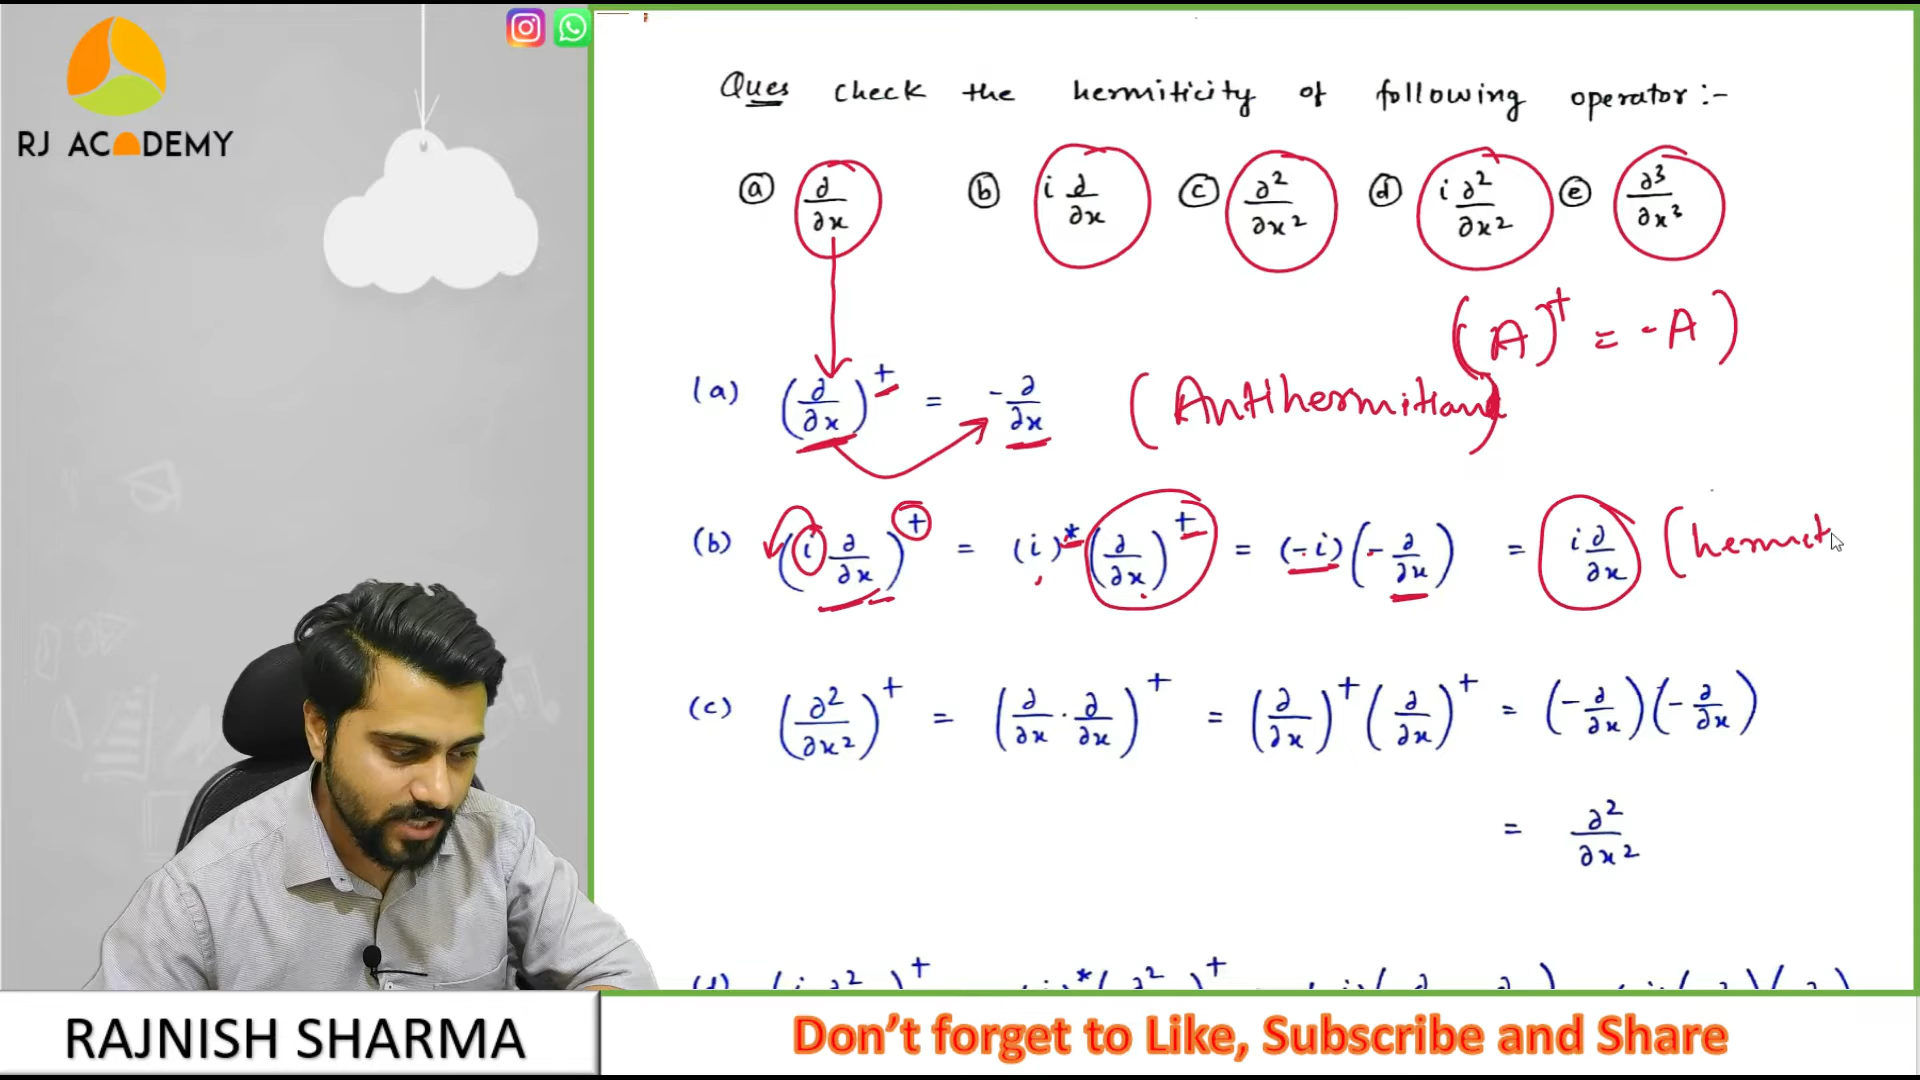 RJ ACADEMY
Ques check the hermiticity of following operator :-
(a) ∂/∂x (b) i ∂/∂x (c) ∂²/∂x² (d) i ∂²/∂x² (e) ∂³/∂x³
(A)† = -A)
(a) (∂/∂x)† = -∂/∂x (Antihermitian)
(b) (i ∂/∂x)† = (i)* (∂/∂x)† = (-i)(-∂/∂x) = i∂/∂x (hermit
(c) (∂²/∂x²)† = (∂/∂x · ∂/∂x)† = (∂/∂x)† (∂/∂x)† = (-∂/∂x)(-∂/∂x)
= ∂²/∂x²
RAJNISH SHARMA
Don't forget to Like, Subscribe and Share